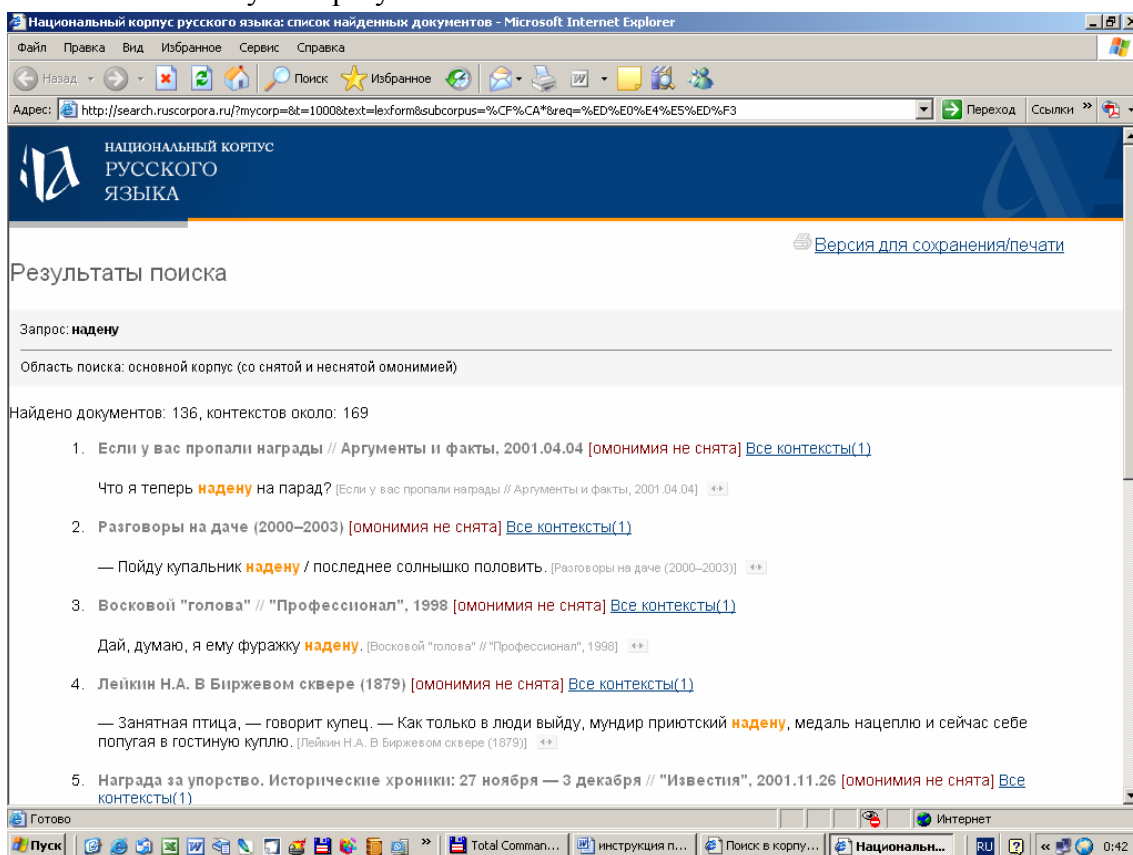 Национальный корпус русского языка: список найденных документов - Microsoft Internet Explorer
Файл Правка Вид Избранное Сервис Справка
Назад Поиск Избранное
Адрес: http://search.ruscorpora.ru/?mycorp=&t=1000&text=lexform&subcorpus=%CF%CA*&req=%ED%E0%E4%E5%ED%F3 Переход Ссылки »
НАЦИОНАЛЬНЫЙ КОРПУС
РУССКОГО
ЯЗЫКА
Версия для сохранения/печати
Результаты поиска
Запрос: надену
Область поиска: основной корпус (со снятой и неснятой омонимией)
Найдено документов: 136, контекстов около: 169
1. Если у вас пропали награды // Аргументы и факты, 2001.04.04 [омонимия не снята] Все контексты(1)
Что я теперь надену на парад? [Если у вас пропали награды // Аргументы и факты, 2001.04.04]
2. Разговоры на даче (2000–2003) [омонимия не снята] Все контексты(1)
— Пойду купальник надену / последнее солнышко половить. [Разговоры на даче (2000–2003)]
3. Восковой "голова" // "Профессионал", 1998 [омонимия не снята] Все контексты(1)
Дай, думаю, я ему фуражку надену. [Восковой "голова" // "Профессионал", 1998]
4. Лейкин Н.А. В Биржевом сквере (1879) [омонимия не снята] Все контексты(1)
— Занятная птица, — говорит купец. — Как только в люди выйду, мундир приютский надену, медаль нацеплю и сейчас себе
попугая в гостиную куплю. [Лейкин Н.А. В Биржевом сквере (1879)]
5. Награда за упорство. Исторические хроники: 27 ноября — 3 декабря // "Известия", 2001.11.26 [омонимия не снята] Все
контексты(1)
Готово Интернет
Пуск » Total Comman... инструкция п... Поиск в корпу... Национальн... RU « 0:42